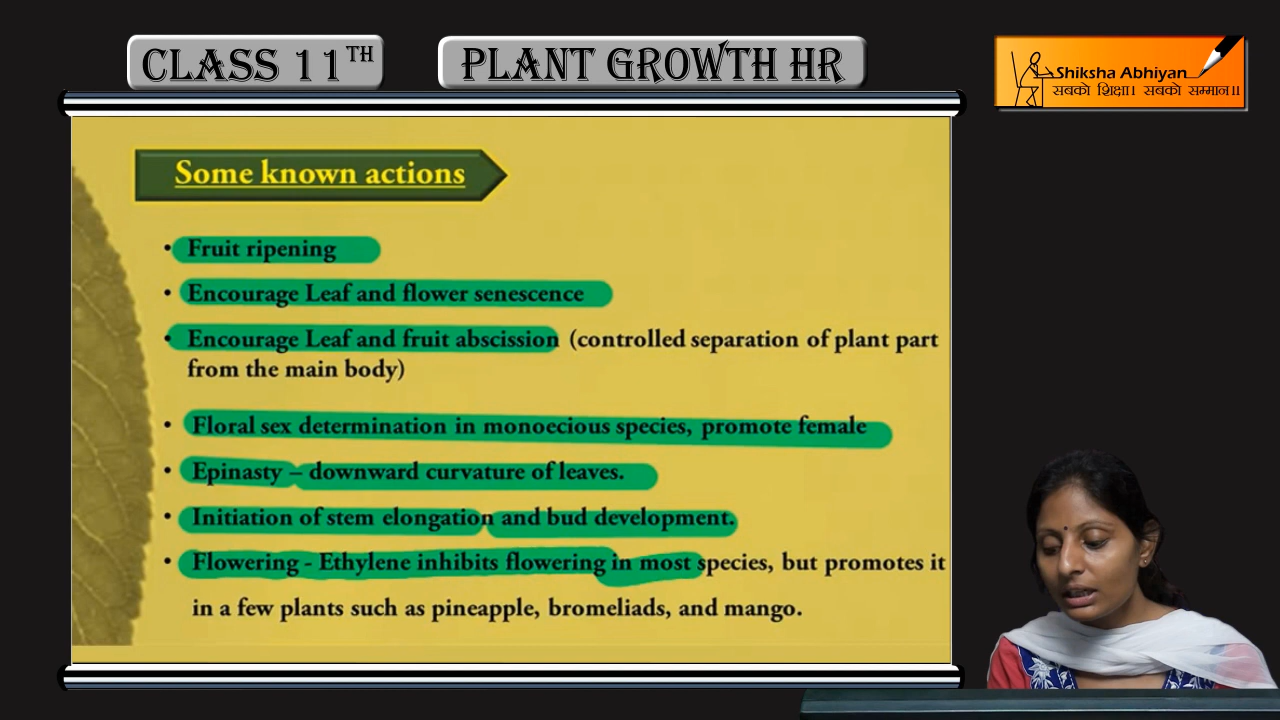 CLASS 11TH
PLANT GROWTH HR
Shiksha Abhiyan
सबको शिक्षा। सबको सम्मान॥
Some known actions
• Fruit ripening
• Encourage Leaf and flower senescence
• Encourage Leaf and fruit abscission (controlled separation of plant part
from the main body)
• Floral sex determination in monoecious species, promote female
• Epinasty – downward curvature of leaves.
• Initiation of stem elongation and bud development.
• Flowering - Ethylene inhibits flowering in most species, but promotes it
in a few plants such as pineapple, bromeliads, and mango.